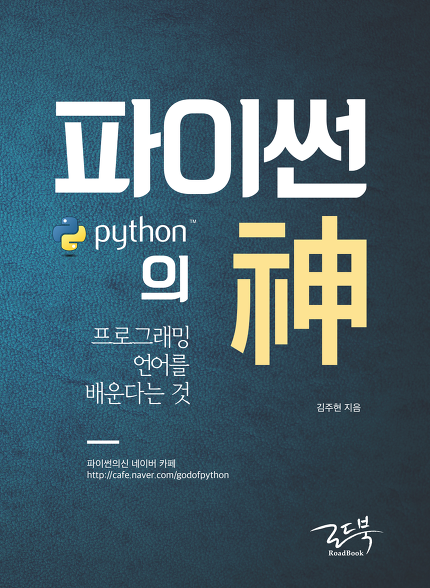 파이썬
python™
의
神
프로그래밍
언어를
배운다는 것
김주현 지음
파이썬의신 네이버 카페
http://cafe.naver.com/godofpython
로드북
RoadBook